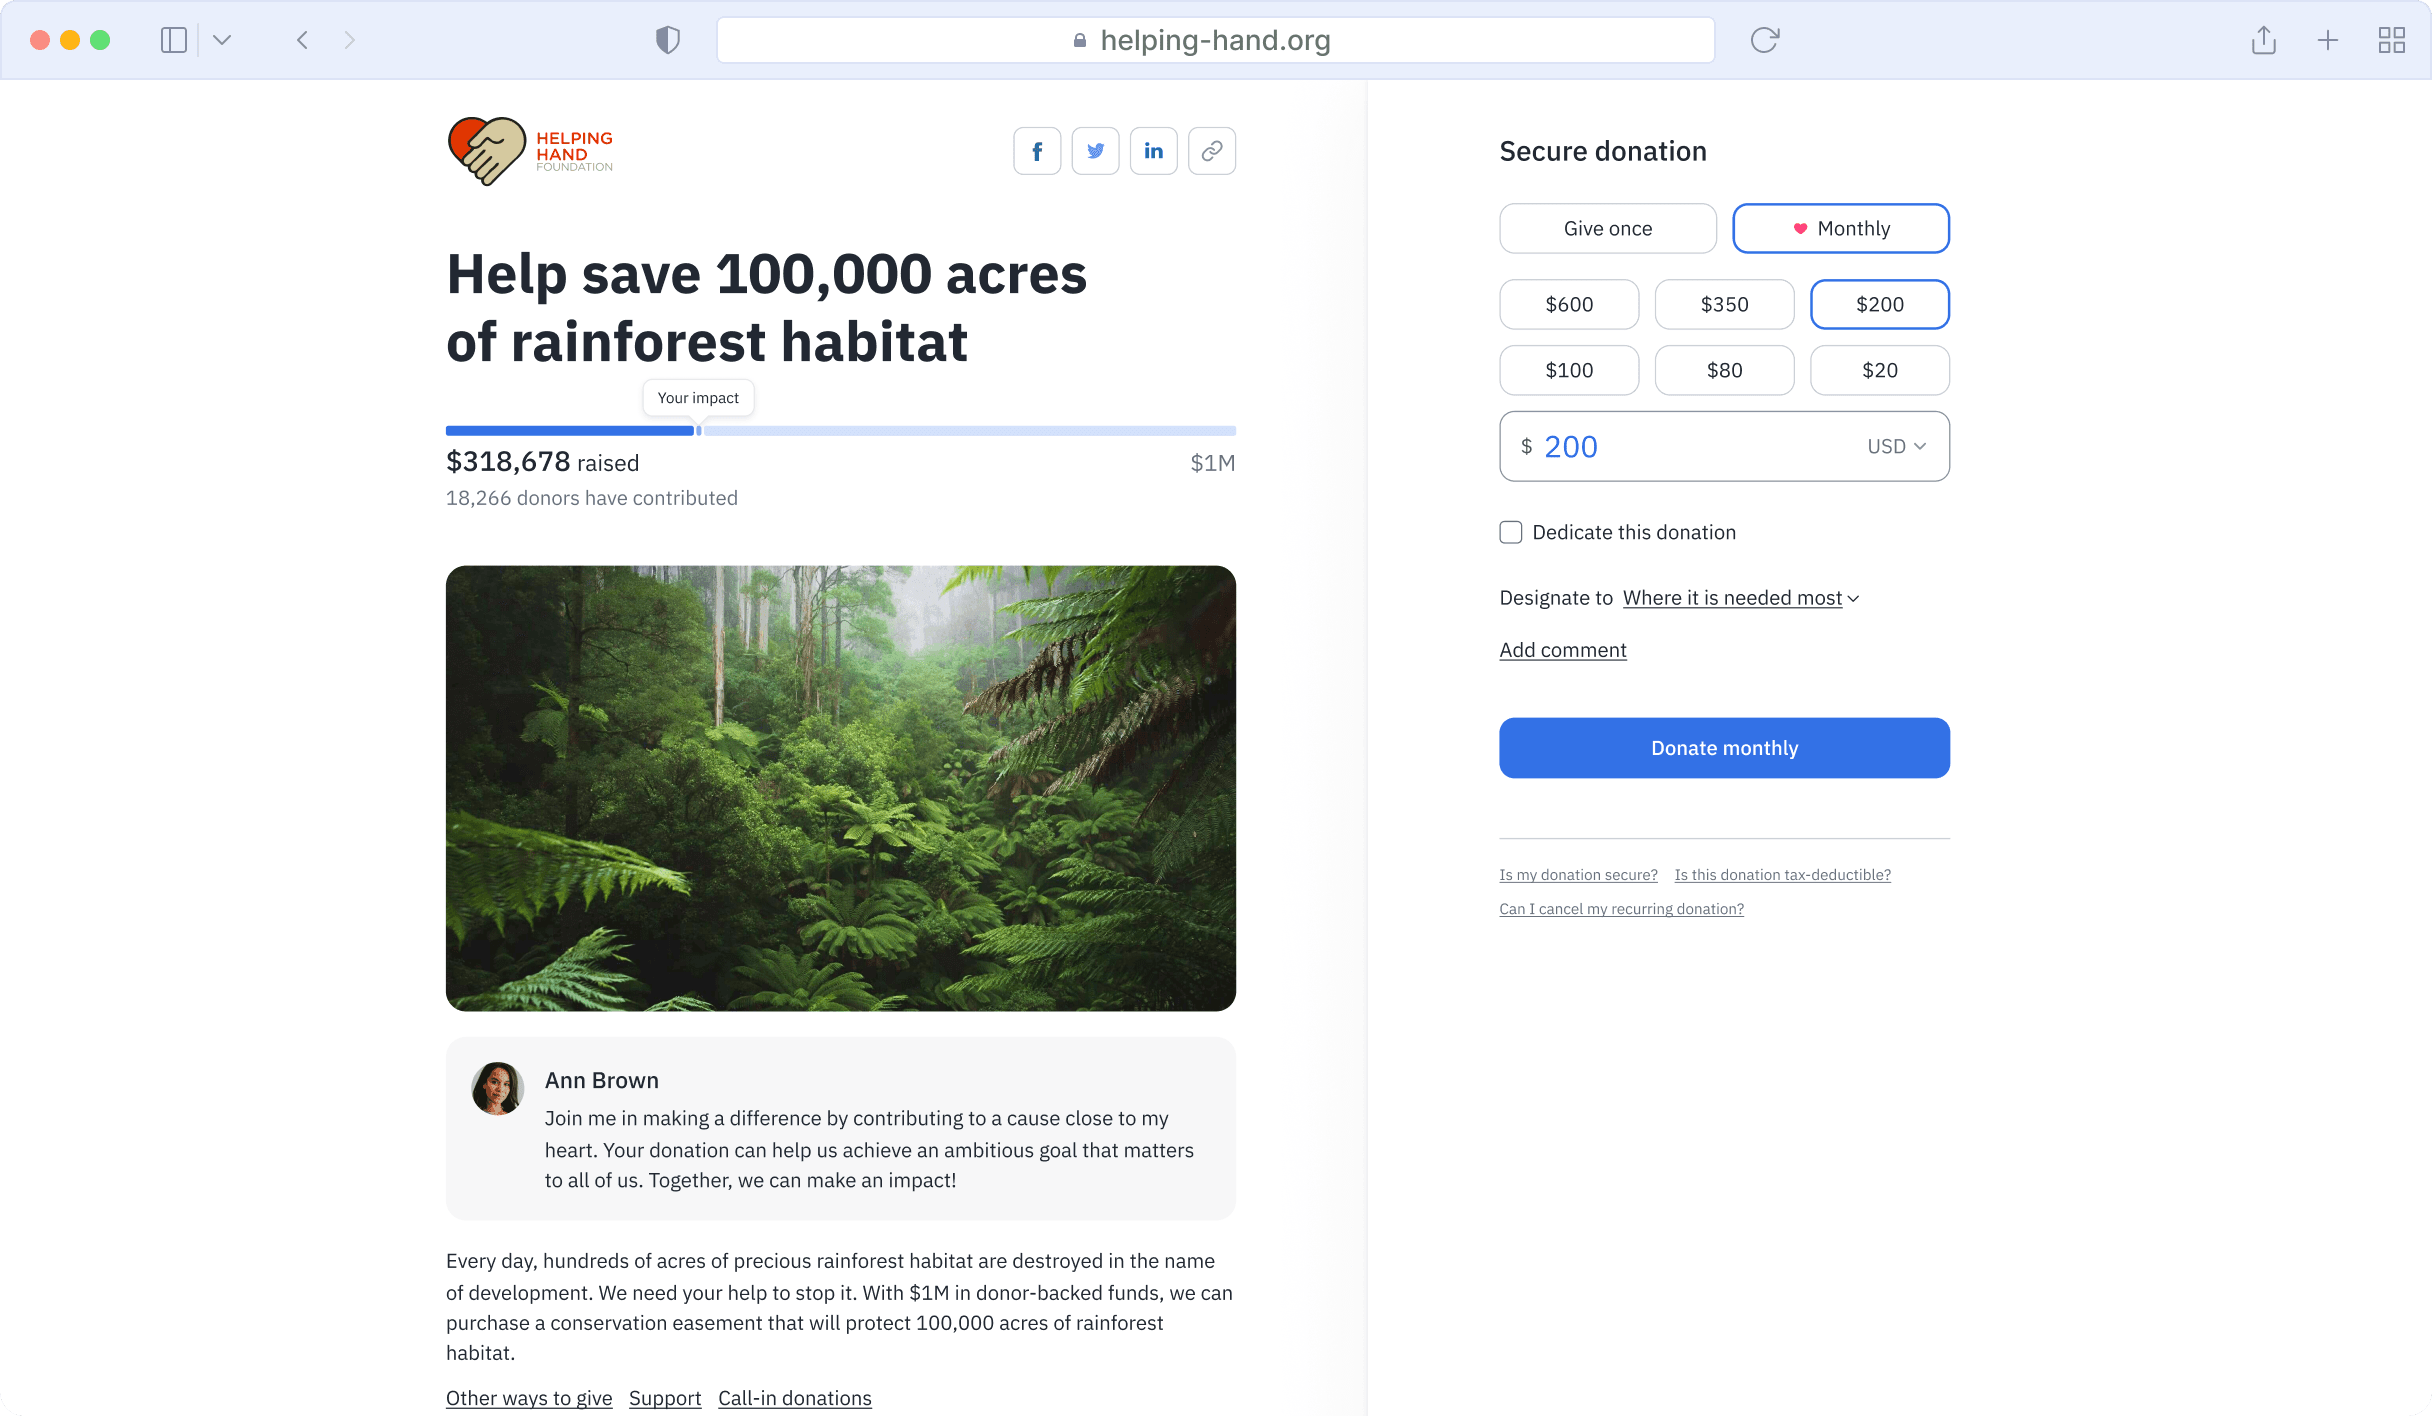 helping-hand.org
HELPING
HAND
FOUNDATION
f
in
Help save 100,000 acres
of rainforest habitat
Your impact
$318,678 raised
$1M
18,266 donors have contributed
Ann Brown
Join me in making a difference by contributing to a cause close to my
heart. Your donation can help us achieve an ambitious goal that matters
to all of us. Together, we can make an impact!
Every day, hundreds of acres of precious rainforest habitat are destroyed in the name
of development. We need your help to stop it. With $1M in donor-backed funds, we can
purchase a conservation easement that will protect 100,000 acres of rainforest
habitat.
Other ways to give Support Call-in donations
Secure donation
Give once Monthly
$600 $350 $200
$100 $80 $20
$ 200 USD
Dedicate this donation
Designate to Where it is needed most
Add comment
Donate monthly
Is my donation secure? Is this donation tax-deductible?
Can I cancel my recurring donation?